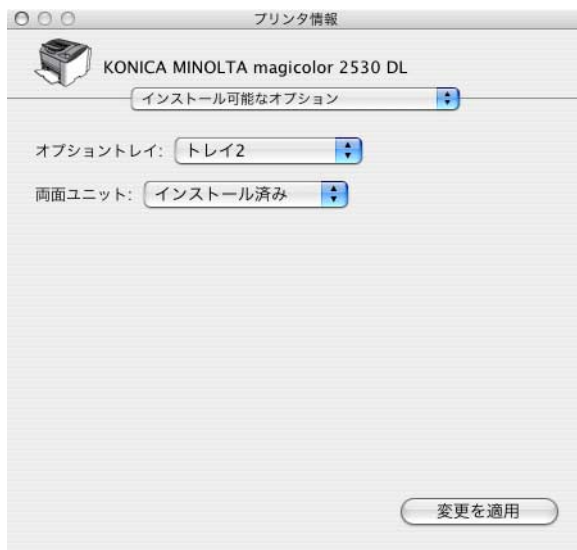 プリンタ情報
KONICA MINOLTA magicolor 2530 DL
インストール可能なオプション
オプショントレイ: トレイ2
両面ユニット: インストール済み
変更を適用